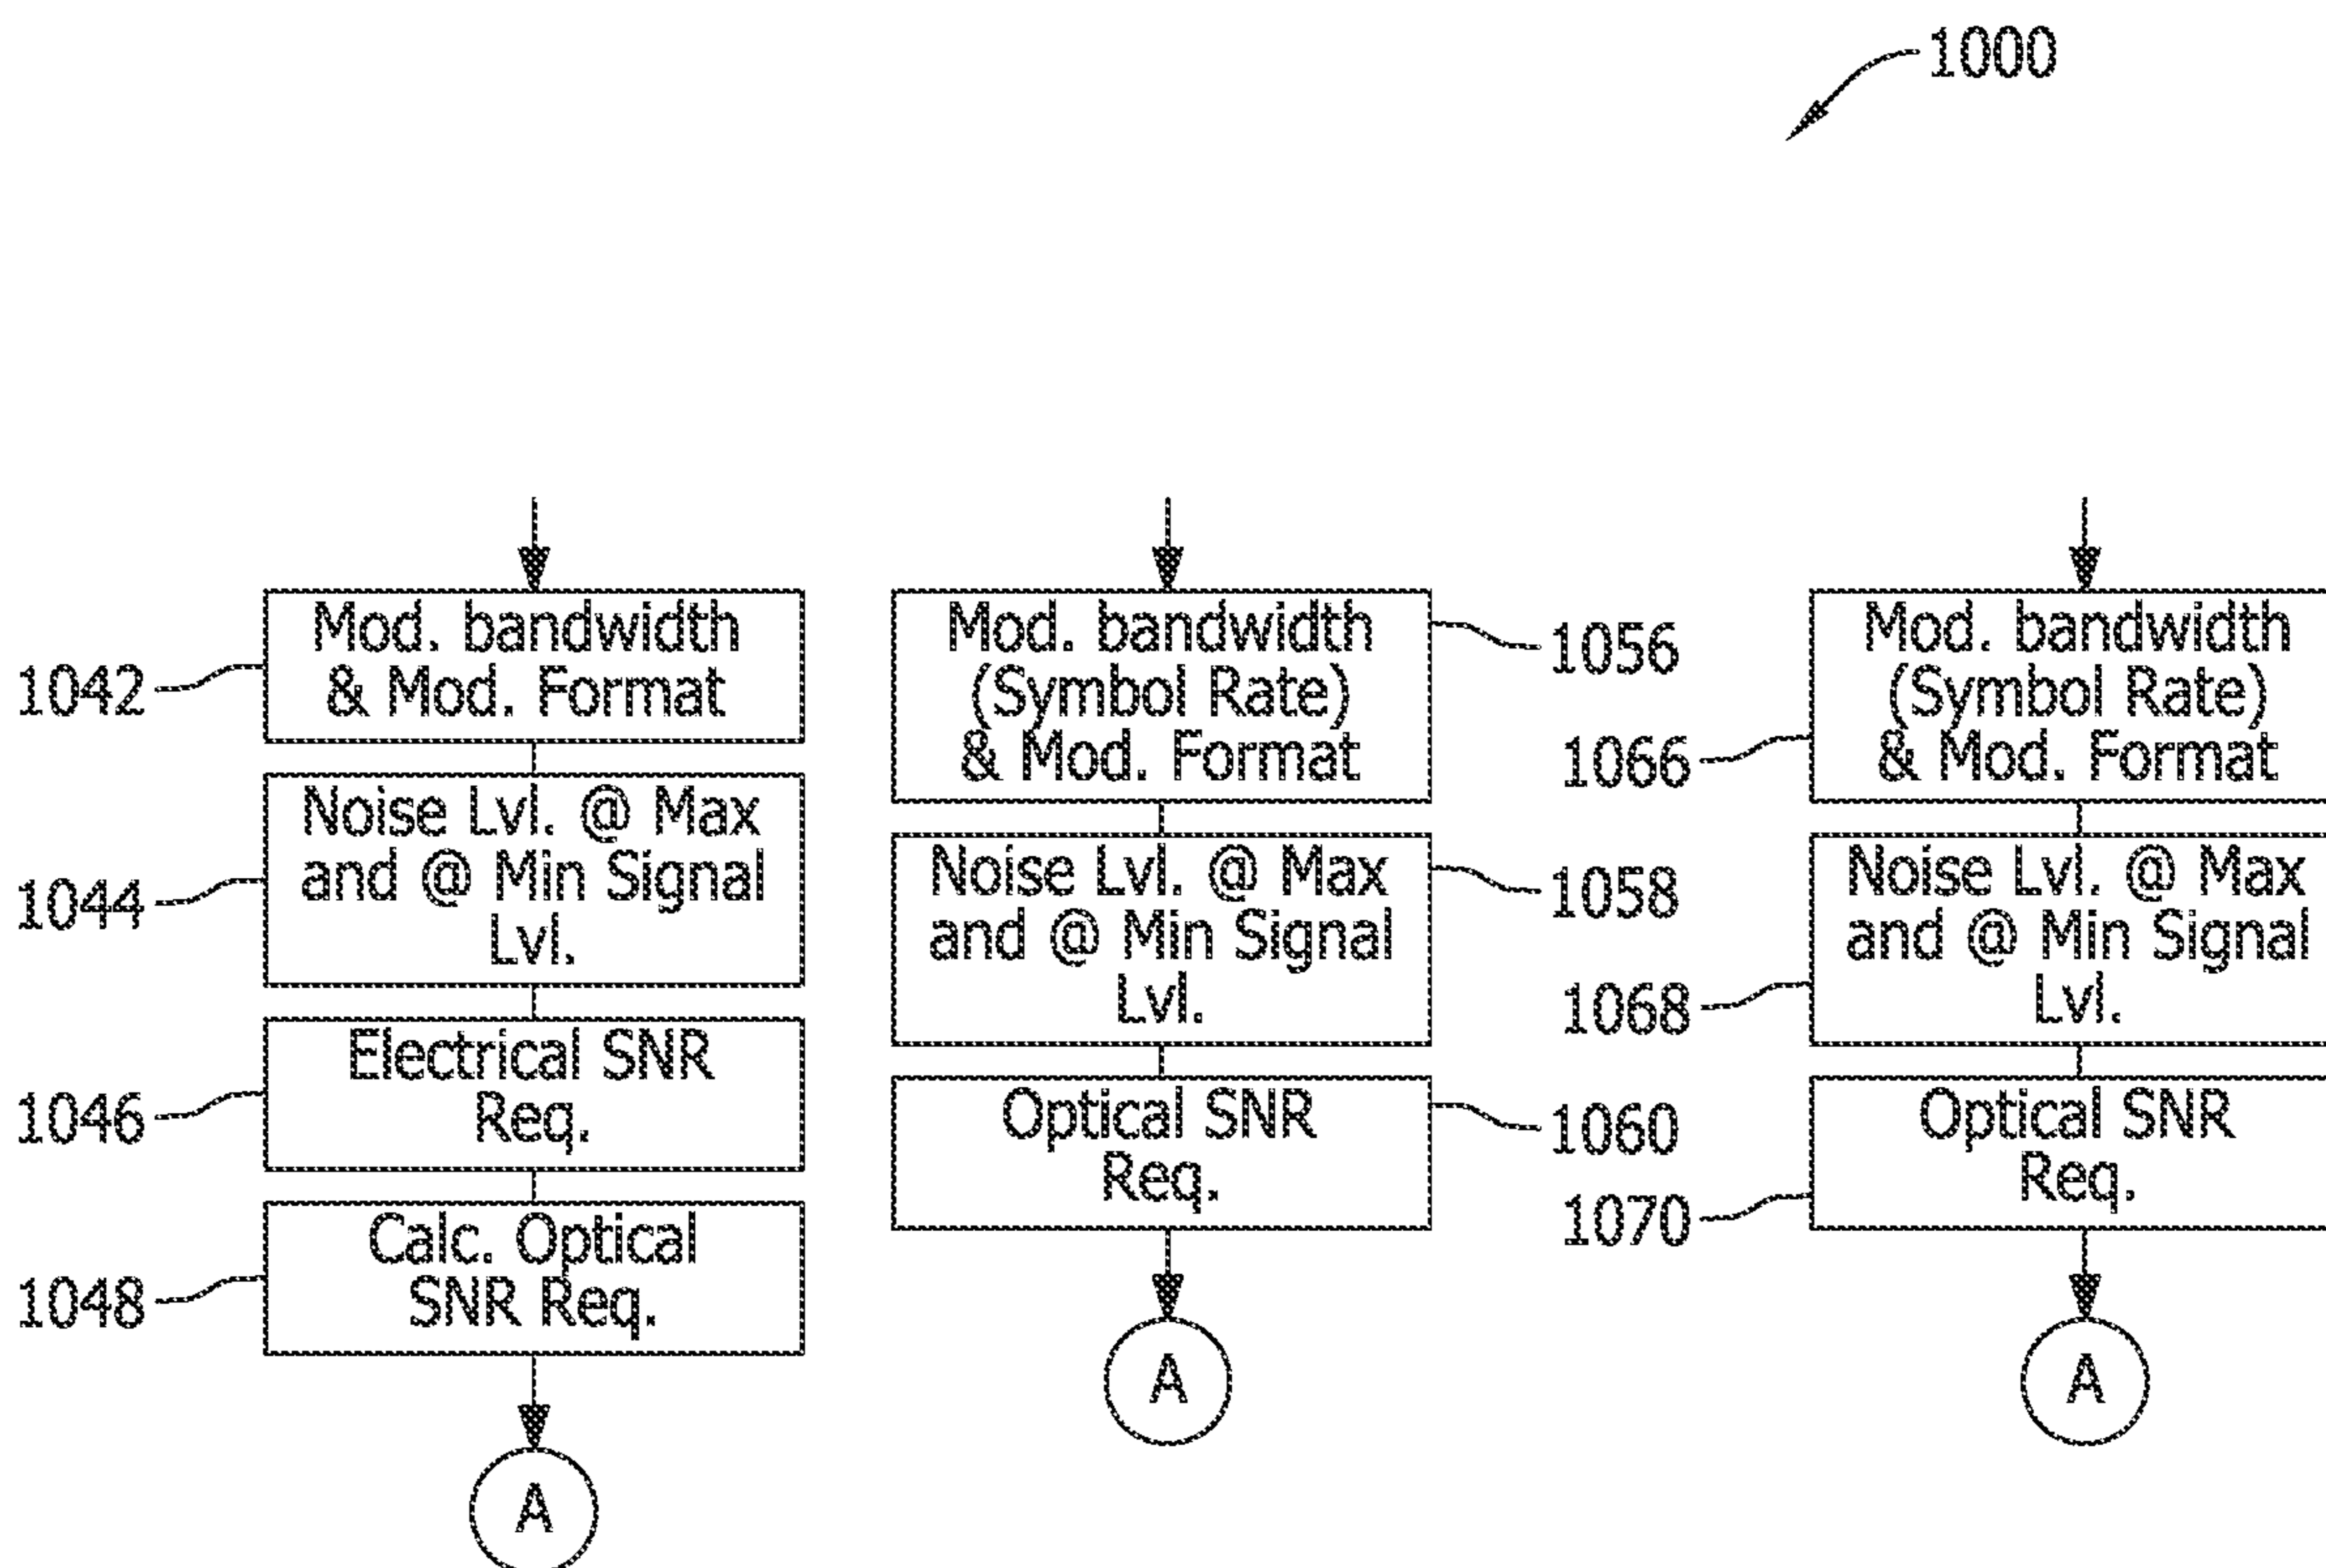 1000
1042
Mod. bandwidth
& Mod. Format
1044
Noise Lvl. @ Max
and @ Min Signal
Lvl.
1046
Electrical SNR
Req.
1048
Calc. Optical
SNR Req.
A
Mod. bandwidth
(Symbol Rate)
& Mod. Format
1056
Noise Lvl. @ Max
and @ Min Signal
Lvl.
1058
Optical SNR
Req.
1060
A
Mod. bandwidth
(Symbol Rate)
& Mod. Format
1066
Noise Lvl. @ Max
and @ Min Signal
Lvl.
1068
Optical SNR
Req.
1070
A